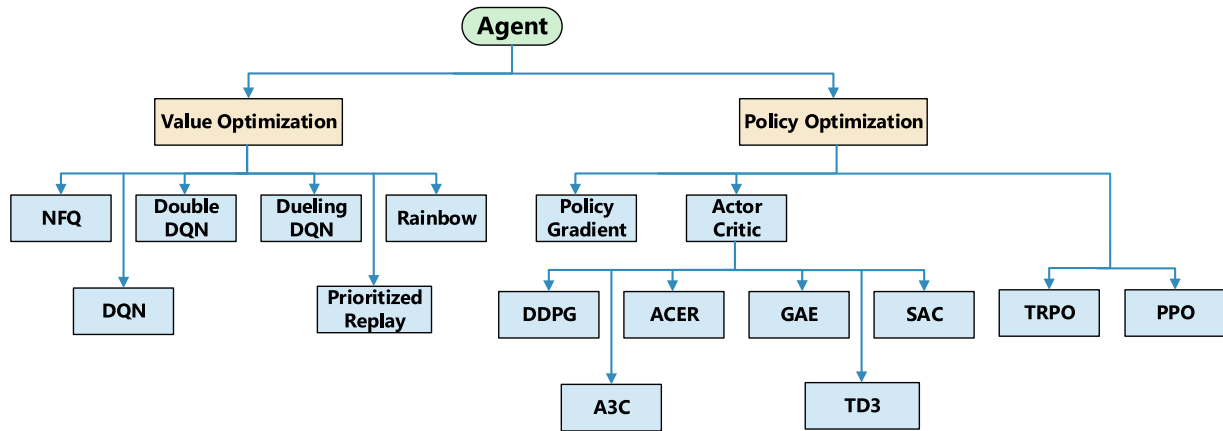 Agent
Value Optimization
Policy Optimization
NFQ
Double
DQN
Dueling
DQN
Rainbow
Policy
Gradient
Actor
Critic
DQN
Prioritized
Replay
DDPG
ACER
GAE
SAC
TRPO
PPO
A3C
TD3